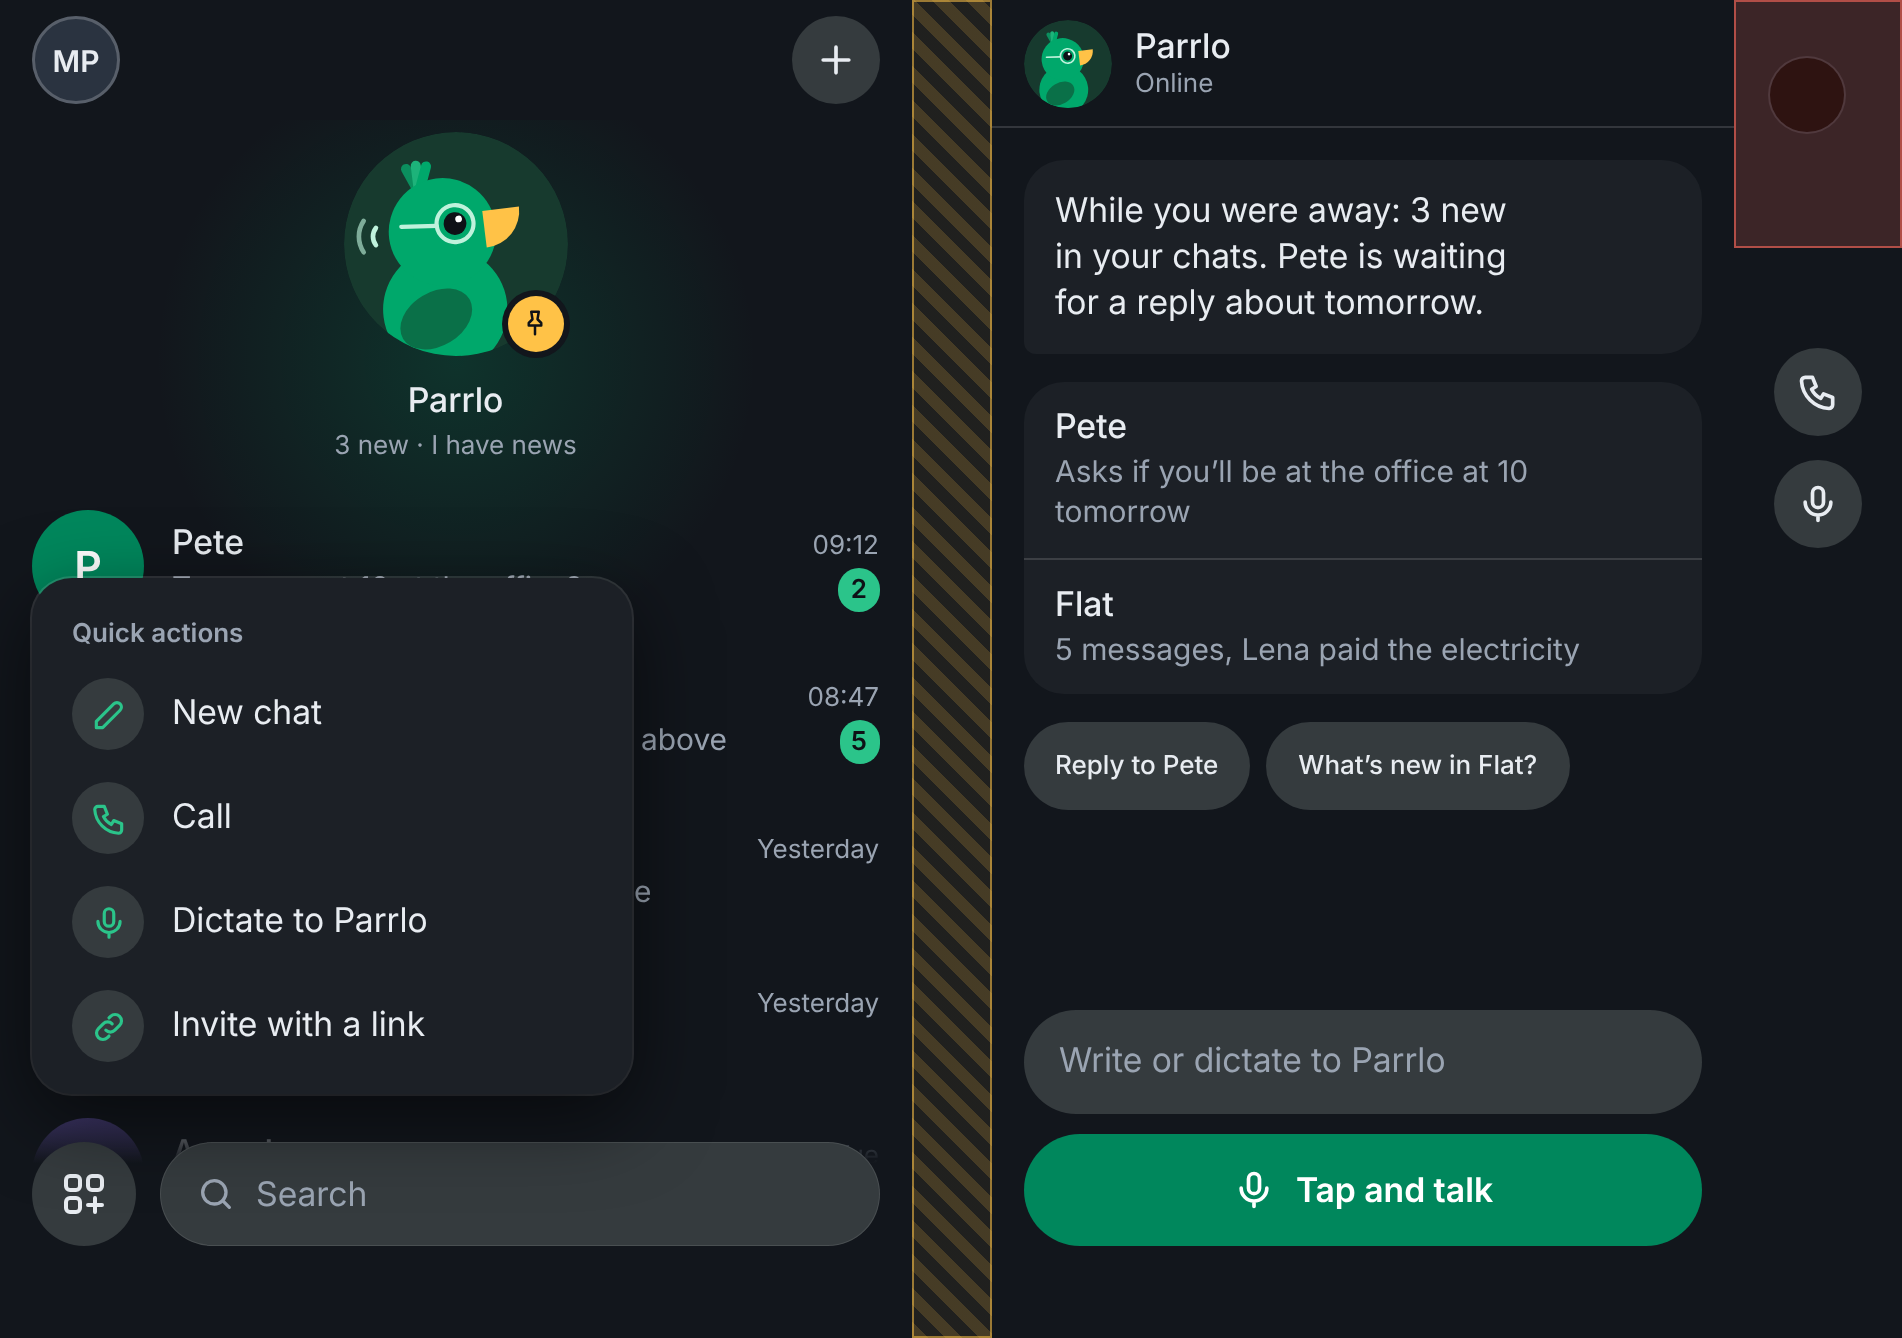 MP
Parrlo
3 new · I have news
P
Pete
09:12
2
08:47
above
5
Yesterday
e
Yesterday
Quick actions
New chat
Call
Dictate to Parrlo
Invite with a link
Search
Parrlo
Online
While you were away: 3 new
in your chats. Pete is waiting
for a reply about tomorrow.
Pete
Asks if you’ll be at the office at 10
tomorrow
Flat
5 messages, Lena paid the electricity
Reply to Pete
What’s new in Flat?
Write or dictate to Parrlo
Tap and talk